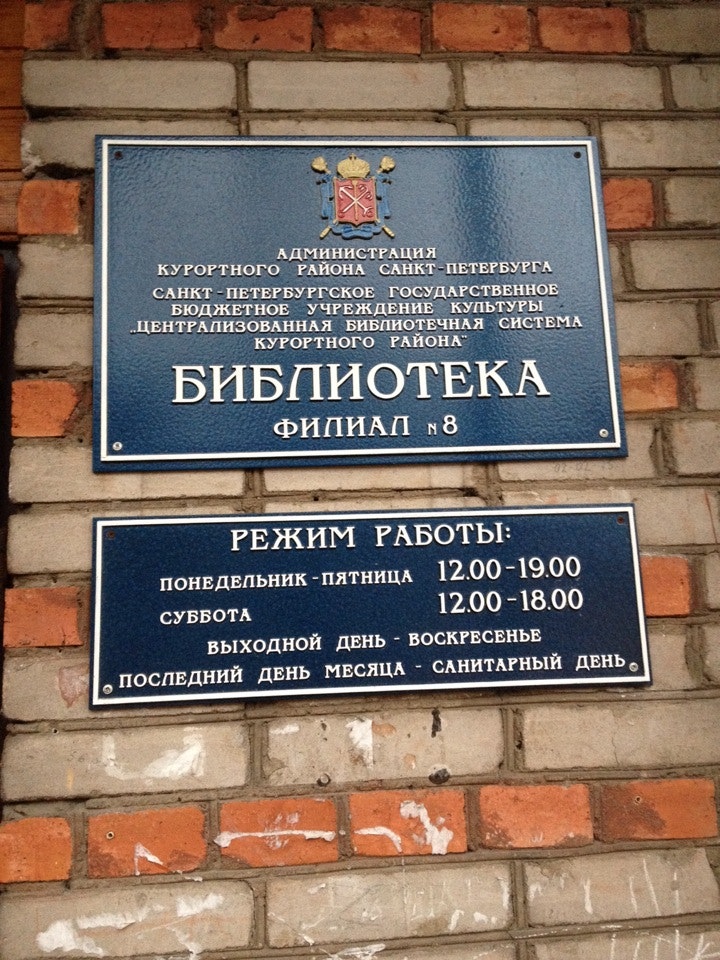 АДМИНИСТРАЦИЯ
КУРОРТНОГО РАЙОНА САНКТ-ПЕТЕРБУРГА
САНКТ-ПЕТЕРБУРГСКОЕ ГОСУДАРСТВЕННОЕ
БЮДЖЕТНОЕ УЧРЕЖДЕНИЕ КУЛЬТУРЫ
„ЦЕНТРАЛИЗОВАННАЯ БИБЛИОТЕЧНАЯ СИСТЕМА
КУРОРТНОГО РАЙОНА"
БИБЛИОТЕКА
ФИЛИАЛ N8
РЕЖИМ РАБОТЫ:
ПОНЕДЕЛЬНИК-ПЯТНИЦА 12.00-19.00
СУББОТА 12.00-18.00
ВЫХОДНОЙ ДЕНЬ - ВОСКРЕСЕНЬЕ
ПОСЛЕДНИЙ ДЕНЬ МЕСЯЦА - САНИТАРНЫЙ ДЕНЬ